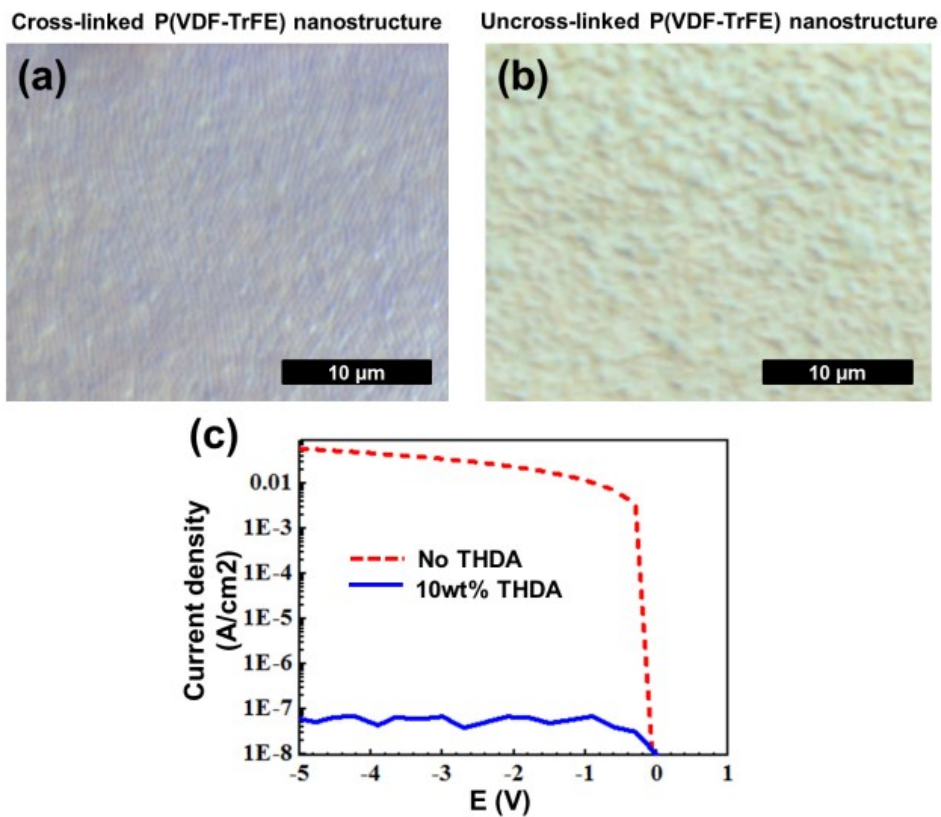 Cross-linked P(VDF-TrFE) nanostructure
Uncross-linked P(VDF-TrFE) nanostructure
(a)
(b)
10 µm
10 µm
(c)
Current density
(A/cm2)
0.01
1E-3
1E-4
1E-5
1E-6
1E-7
1E-8
No THDA
10wt% THDA
-5 -4 -3 -2 -1 0 1
E (V)